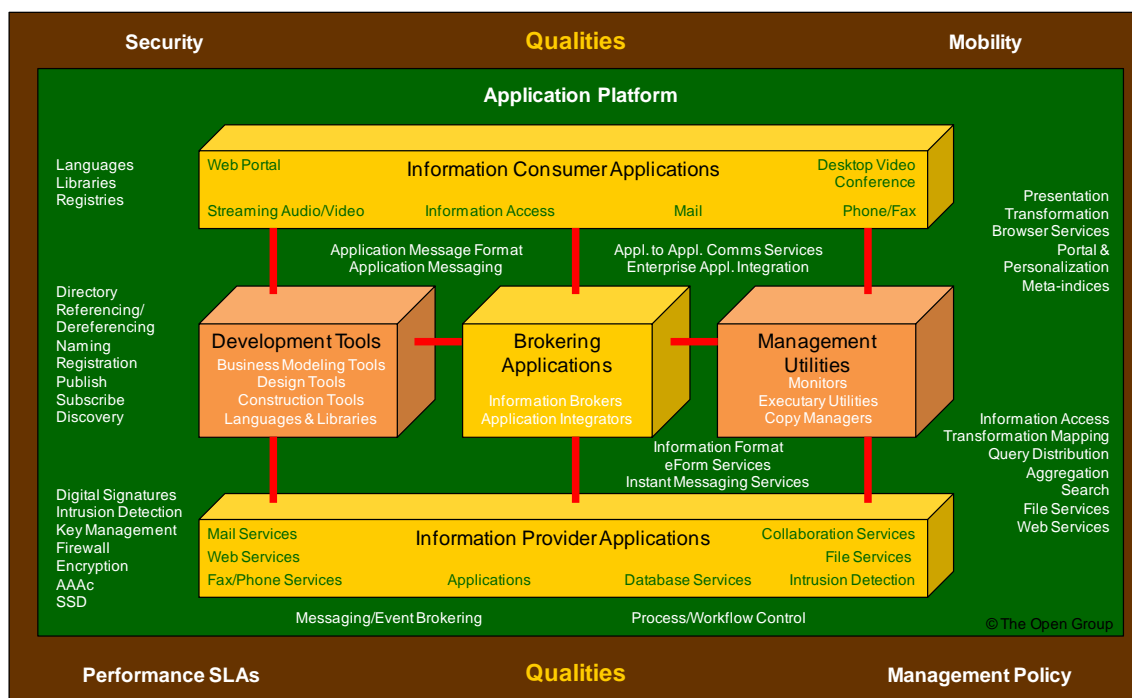 Security
Qualities
Mobility
Application Platform
Languages
Libraries
Registries
Web Portal
Information Consumer Applications
Desktop Video
Conference
Streaming Audio/Video
Information Access
Mail
Phone/Fax
Presentation
Transformation
Browser Services
Portal &
Personalization
Meta-indices
Application Message Format
Application Messaging
Appl. to Appl. Comms Services
Enterprise Appl. Integration
Directory
Referencing/
Dereferencing
Naming
Registration
Publish
Subscribe
Discovery
Development Tools
Business Modeling Tools
Design Tools
Construction Tools
Languages & Libraries
Brokering
Applications
Information Brokers
Application Integrators
Management
Utilities
Monitors
Executary Utilities
Copy Managers
Information Access
Transformation Mapping
Query Distribution
Aggregation
Search
File Services
Web Services
Information Format
eForm Services
Instant Messaging Services
Digital Signatures
Intrusion Detection
Key Management
Firewall
Encryption
AAAc
SSD
Mail Services
Web Services
Fax/Phone Services
Information Provider Applications
Applications
Database Services
Collaboration Services
File Services
Intrusion Detection
Messaging/Event Brokering
Process/Workflow Control
© The Open Group
Performance SLAs
Qualities
Management Policy